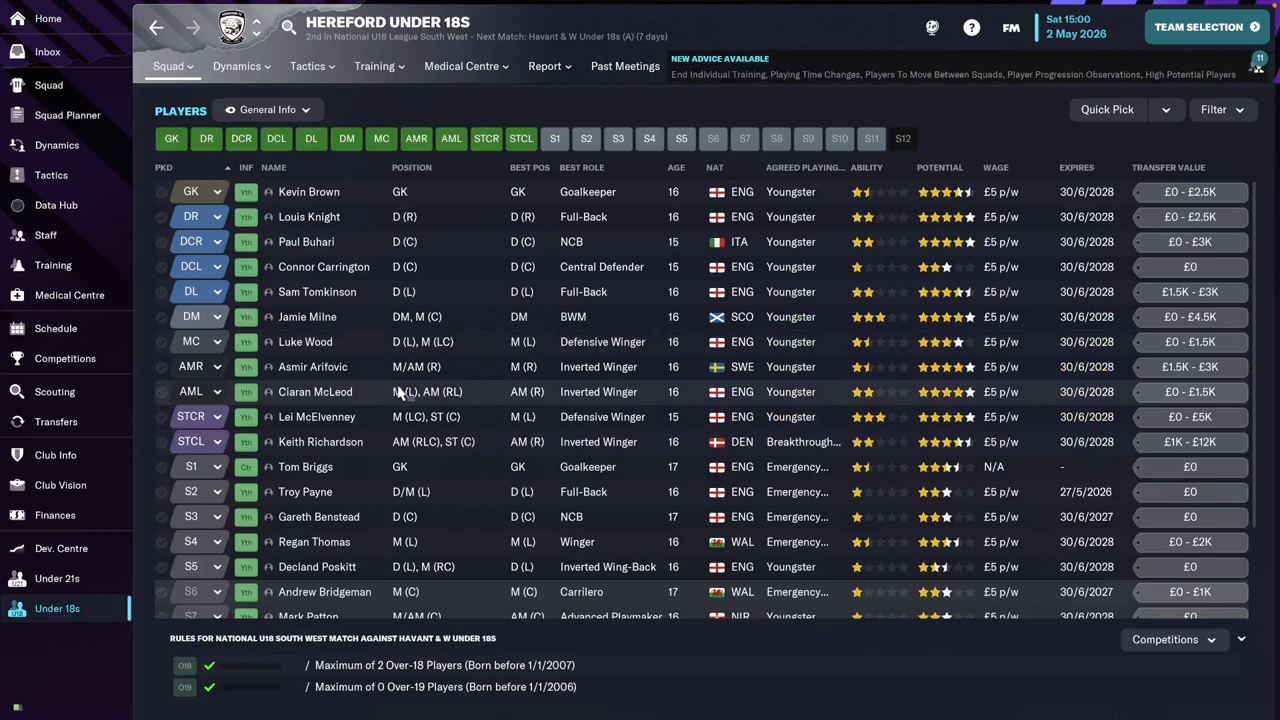 Home
HEREFORD UNDER 18S
2nd in National U18 League South West - Next Match: Havant & W Under 18s (A) (7 days)
FM
Sat 15:00
2 May 2026
TEAM SELECTION
Inbox
Squad
Squad Planner
Dynamics
Tactics
Data Hub
Staff
Training
Medical Centre
Schedule
Competitions
Scouting
Transfers
Club Info
Club Vision
Finances
Dev. Centre
Under 21s
Under 18s
Squad Dynamics Tactics Training Medical Centre Report Past Meetings
NEW ADVICE AVAILABLE
End Individual Training, Playing Time Changes, Players To Move Between Squads, Player Progression Observations, High Potential Players
11
PLAYERS General Info Quick Pick Filter
GK DR DCR DCL DL DM MC AMR AML STCR STCL S1 S2 S3 S4 S5 S6 S7 S8 S9 S10 S11 S12
PKD INF NAME POSITION BEST POS BEST ROLE AGE NAT AGREED PLAYING... ABILITY POTENTIAL WAGE EXPIRES TRANSFER VALUE
GK Yth Kevin Brown GK GK Goalkeeper 16 ENG Youngster £5 p/w 30/6/2028 £0 - £2.5K
DR Yth Louis Knight D (R) D (R) Full-Back 16 ENG Youngster £5 p/w 30/6/2028 £0 - £2.5K
DCR Yth Paul Buhari D (C) D (C) NCB 15 ITA Youngster £5 p/w 30/6/2028 £0 - £3K
DCL Yth Connor Carrington D (C) D (C) Central Defender 15 ENG Youngster £5 p/w 30/6/2028 £0
DL Yth Sam Tomkinson D (L) D (L) Full-Back 16 ENG Youngster £5 p/w 30/6/2028 £1.5K - £3K
DM Yth Jamie Milne DM, M (C) DM BWM 16 SCO Youngster £5 p/w 30/6/2028 £0 - £4.5K
MC Yth Luke Wood D (L), M (LC) M (L) Defensive Winger 16 ENG Youngster £5 p/w 30/6/2028 £0 - £1.5K
AMR Yth Asmir Arifovic M/AM (R) M (R) Inverted Winger 16 SWE Youngster £5 p/w 30/6/2028 £1.5K - £3K
AML Yth Ciaran McLeod M (L), AM (RL) AM (R) Inverted Winger 16 ENG Youngster £5 p/w 30/6/2028 £0 - £1.5K
STCR Yth Lei McElvenney M (LC), ST (C) M (L) Defensive Winger 15 ENG Youngster £5 p/w 30/6/2028 £0 - £5K
STCL Yth Keith Richardson AM (RLC), ST (C) AM (R) Inverted Winger 16 DEN Breakthrough... £5 p/w 30/6/2028 £1K - £12K
S1 Ctr Tom Briggs GK GK Goalkeeper 17 ENG Emergency... N/A - £0
S2 Yth Troy Payne D/M (L) D (L) Full-Back 16 ENG Emergency... £5 p/w 27/5/2026 £0
S3 Yth Gareth Benstead D (C) D (C) NCB 17 ENG Emergency... £5 p/w 30/6/2027 £0
S4 Yth Regan Thomas M (L) M (L) Winger 16 WAL Emergency... £5 p/w 30/6/2028 £0 - £2K
S5 Yth Decland Poskitt D (L), M (RC) D (L) Inverted Wing-Back 16 ENG Emergency... £5 p/w 30/6/2028 £0
S6 Yth Andrew Bridgeman M (C) M (C) Carrilero 17 WAL Emergency... £5 p/w 30/6/2027 £0 - £1K
S7 Yth Mark Patton M/AM (C) AM (C) Advanced Playmaker 16 NIR Emergency... £5 p/w 30/6/2028 £0
RULES FOR NATIONAL U18 SOUTH WEST MATCH AGAINST HAVANT & W UNDER 18S
Competitions
O18 / Maximum of 2 Over-18 Players (Born before 1/1/2007)
O19 / Maximum of 0 Over-19 Players (Born before 1/1/2006)